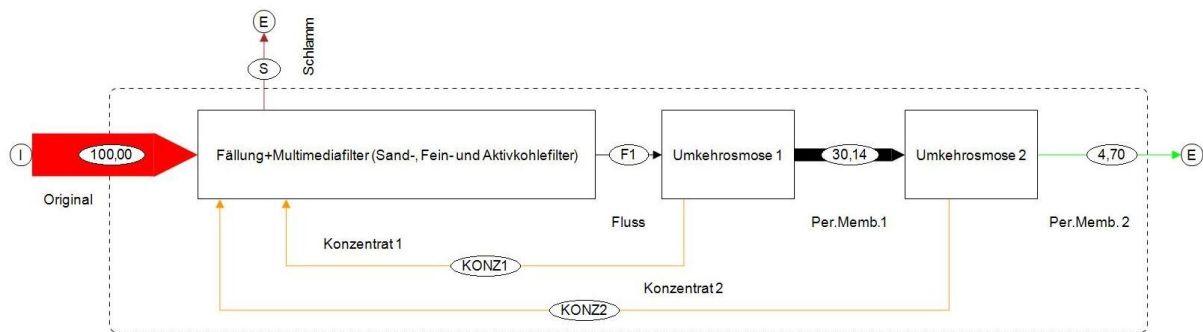 E
Schlamm
S
I
100,00
Original
Fällung+Multimediafilter (Sand-, Fein- und Aktivkohlefilter)
F1
Fluss
Umkehrosmose 1
30,14
Per.Memb.1
Umkehrosmose 2
4,70
Per.Memb. 2
E
Konzentrat 1
KONZ1
Konzentrat 2
KONZ2